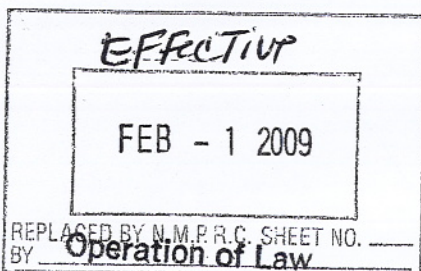 EFFECTIVE
FEB - 1 2009
REPLACED BY N.M.P.R.C. SHEET NO.
BY Operation of Law